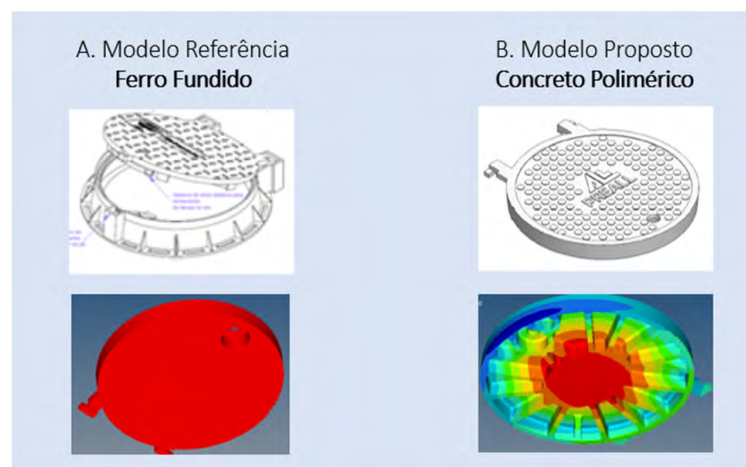 A. Modelo Referência
Ferro Fundido
B. Modelo Proposto
Concreto Polimérico